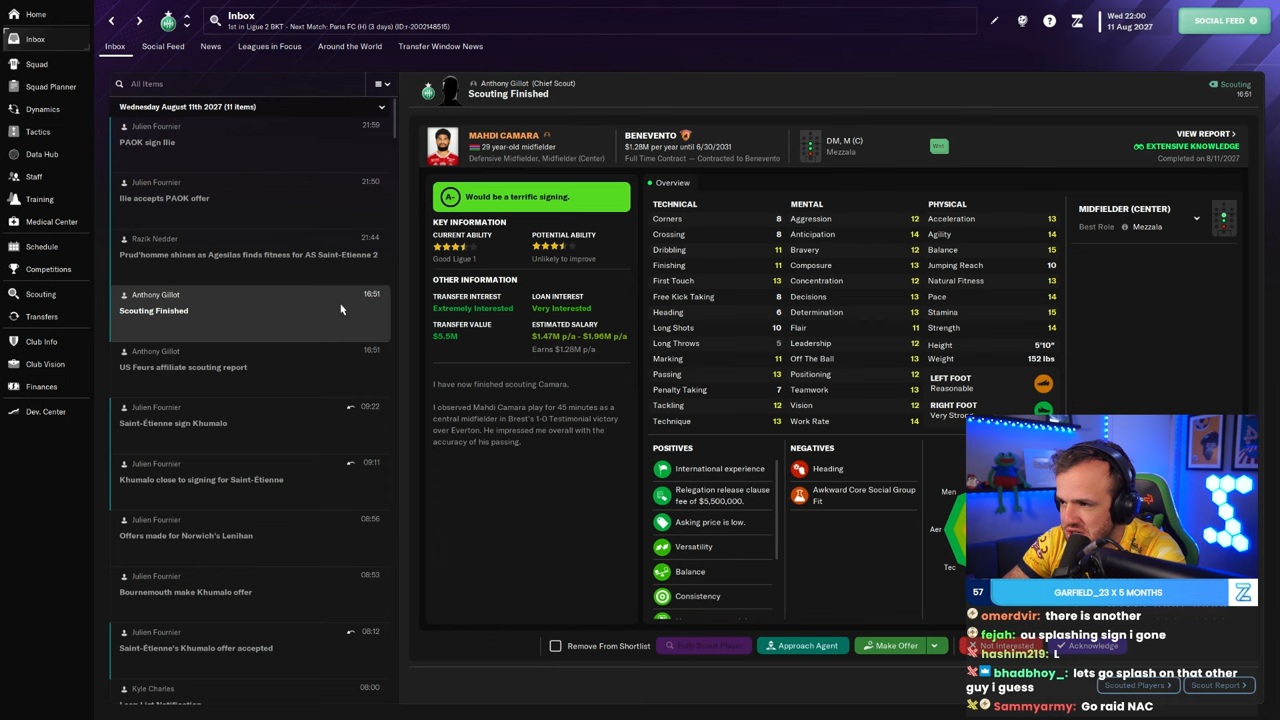 Home
Inbox
Squad
Squad Planner
Dynamics
Tactics
Data Hub
Staff
Training
Medical Center
Schedule
Competitions
Scouting
Transfers
Club Info
Club Vision
Finances
Dev. Center
Inbox
1st in Ligue 2 BKT - Next Match: Paris FC (H) (3 days) (ID:r-2002148515)
Wed 22:00
11 Aug 2027
SOCIAL FEED
Inbox
Social Feed
News
Leagues in Focus
Around the World
Transfer Window News
All Items
Wednesday August 11th 2027 (11 items)
Julien Fournier 21:59
PAOK sign Ilie
Julien Fournier 21:50
Ilie accepts PAOK offer
Razik Nedder 21:44
Prud'homme shines as Agesilas finds fitness for AS Saint-Etienne 2
Anthony Gillot 16:51
Scouting Finished
Anthony Gillot 16:51
US Feurs affiliate scouting report
Julien Fournier 09:22
Saint-Étienne sign Khumalo
Julien Fournier 09:11
Khumalo close to signing for Saint-Étienne
Julien Fournier 08:56
Offers made for Norwich's Lenihan
Julien Fournier 08:53
Bournemouth make Khumalo offer
Julien Fournier 08:12
Saint-Étienne's Khumalo offer accepted
Kyle Charles 08:00
Anthony Gillot (Chief Scout)
Scouting Finished
Scouting
16:51
MAHDI CAMARA
29 year-old midfielder
Defensive Midfielder, Midfielder (Center)
BENEVENTO
$1.28M per year until 6/30/2031
Full Time Contract – Contracted to Benevento
DM, M (C)
Mezzala
Wnt
VIEW REPORT >
EXTENSIVE KNOWLEDGE
Completed on 8/11/2027
A- Would be a terrific signing.
KEY INFORMATION
CURRENT ABILITY
Good Ligue 1
POTENTIAL ABILITY
Unlikely to improve
OTHER INFORMATION
TRANSFER INTEREST
Extremely Interested
LOAN INTEREST
Very Interested
TRANSFER VALUE
$5.5M
ESTIMATED SALARY
$1.47M p/a - $1.96M p/a
Earns $1.28M p/a
I have now finished scouting Camara.
I observed Mahdi Camara play for 45 minutes as a
central midfielder in Brest's 1-0 Testimonial victory
over Everton. He impressed me overall with the
accuracy of his passing.
Overview
TECHNICAL
Corners 8
Crossing 8
Dribbling 11
Finishing 11
First Touch 13
Free Kick Taking 8
Heading 6
Long Shots 10
Long Throws 5
Marking 11
Passing 13
Penalty Taking 7
Tackling 12
Technique 13
MENTAL
Aggression 12
Anticipation 14
Bravery 12
Composure 13
Concentration 12
Decisions 13
Determination 13
Flair 11
Leadership 12
Off The Ball 13
Positioning 12
Teamwork 13
Vision 12
Work Rate 14
PHYSICAL
Acceleration 13
Agility 14
Balance 15
Jumping Reach 10
Natural Fitness 13
Pace 14
Stamina 15
Strength 14
Height 5'10"
Weight 152 lbs
LEFT FOOT
Reasonable
RIGHT FOOT
Very Strong
MIDFIELDER (CENTER)
Best Role Mezzala
POSITIVES
International experience
Relegation release clause
fee of $5,500,000.
Asking price is low.
Versatility
Balance
Consistency
NEGATIVES
Heading
Awkward Core Social Group
Fit
Men
Aer
Tec
Remove From Shortlist
Approach Agent
Make Offer
Not Interested
Acknowledge
Scouted Players >
Scout Report >
57 GARFIELD_23 X 5 MONTHS
omerdvir: there is another
fejah: ou splashing sign i gone
hashim219: L
bhadbhoy_: lets go splash on that other
guy i guess
Sammyarmy: Go raid NAC